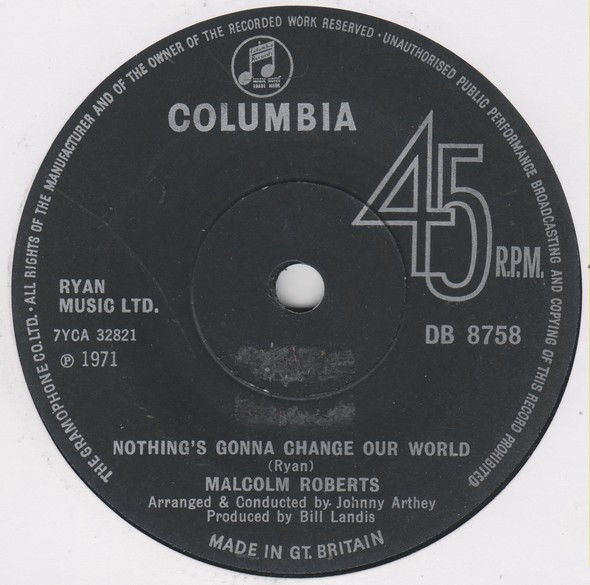 THE GRAMOPHONE CO.LTD. · ALL RIGHTS OF THE MANUFACTURER AND OF THE OWNER OF THE RECORDED WORK RESERVED · UNAUTHORISED PUBLIC PERFORMANCE BROADCASTING AND COPYING OF THIS RECORD PROHIBITED
TRADE MARK
COLUMBIA
45
R.P.M.
RYAN
MUSIC LTD.
7YCA 32821
℗ 1971
DB 8758
NOTHING'S GONNA CHANGE OUR WORLD
(Ryan)
MALCOLM ROBERTS
Arranged & Conducted by Johnny Arthey
Produced by Bill Landis
MADE IN GT. BRITAIN